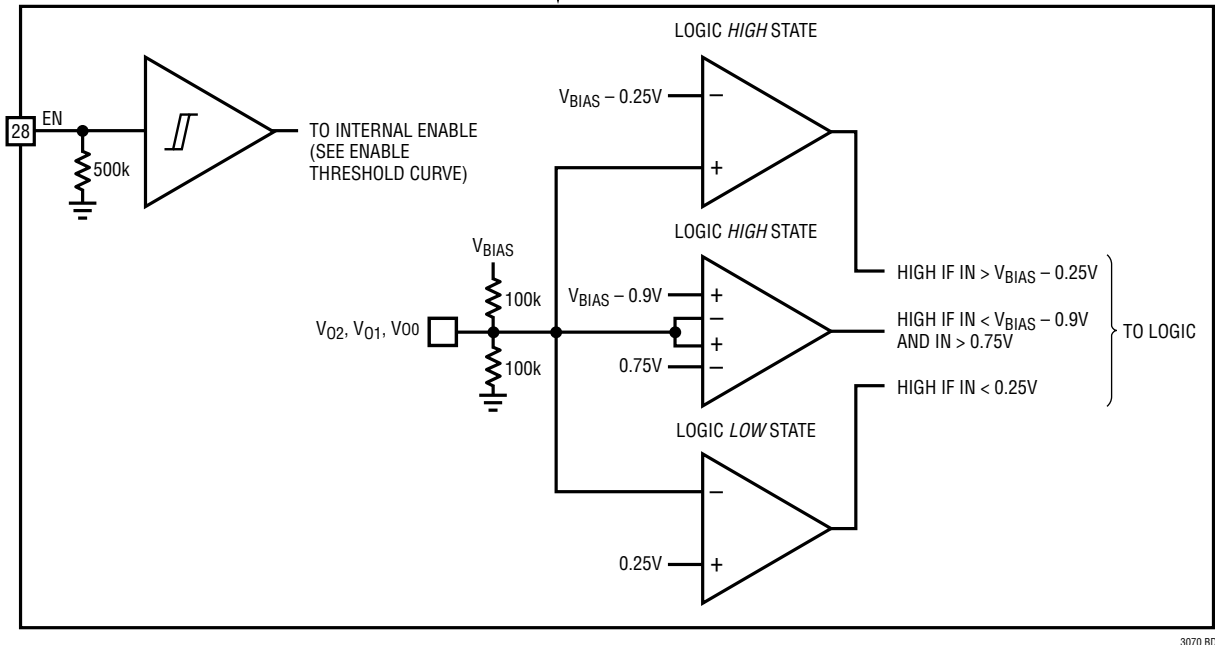 LOGIC HIGH STATE
VBIAS – 0.25V
–
+
28
EN
500k
TO INTERNAL ENABLE
(SEE ENABLE
THRESHOLD CURVE)
LOGIC HIGH STATE
VBIAS
100k
VBIAS – 0.9V
+
–
+
–
VO2, VO1, VOO
100k
0.75V
HIGH IF IN > VBIAS – 0.25V
HIGH IF IN < VBIAS – 0.9V
AND IN > 0.75V
HIGH IF IN < 0.25V
TO LOGIC
LOGIC LOW STATE
–
0.25V
+
3070 BD